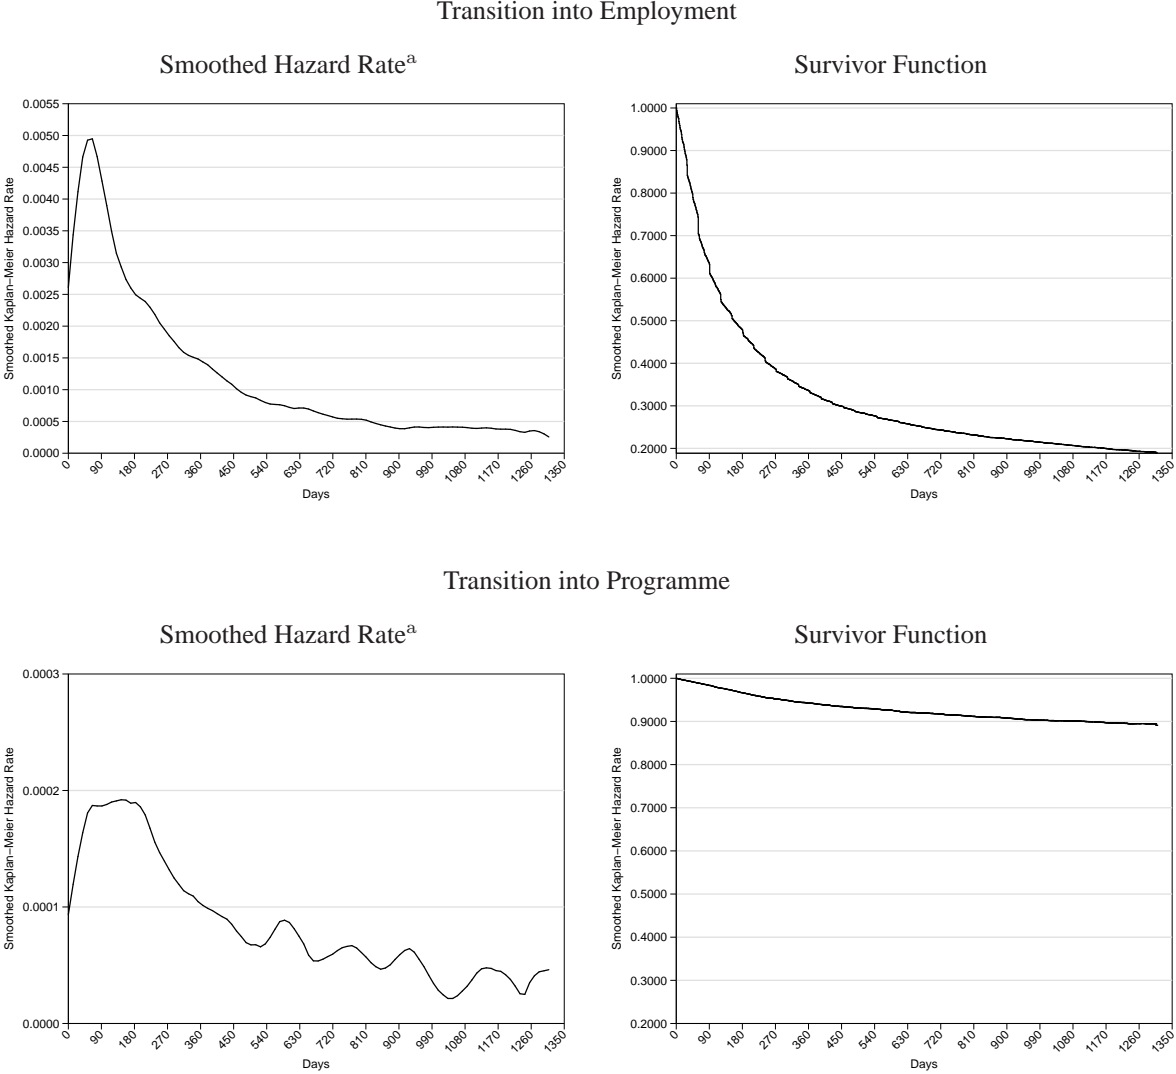 Transition into Employment
Smoothed Hazard Rateᵃ
Smoothed Kaplan–Meier Hazard Rate
0.0055
0.0050
0.0045
0.0040
0.0035
0.0030
0.0025
0.0020
0.0015
0.0010
0.0005
0.0000
0 90 180 270 360 450 540 630 720 810 900 990 1080 1170 1260 1350
Days
Survivor Function
Smoothed Kaplan–Meier Hazard Rate
1.0000
0.9000
0.8000
0.7000
0.6000
0.5000
0.4000
0.3000
0.2000
0 90 180 270 360 450 540 630 720 810 900 990 1080 1170 1260 1350
Days
Transition into Programme
Smoothed Hazard Rateᵃ
Smoothed Kaplan–Meier Hazard Rate
0.0003
0.0002
0.0001
0.0000
0 90 180 270 360 450 540 630 720 810 900 990 1080 1170 1260 1350
Days
Survivor Function
Smoothed Kaplan–Meier Hazard Rate
1.0000
0.9000
0.8000
0.7000
0.6000
0.5000
0.4000
0.3000
0.2000
0 90 180 270 360 450 540 630 720 810 900 990 1080 1170 1260 1350
Days